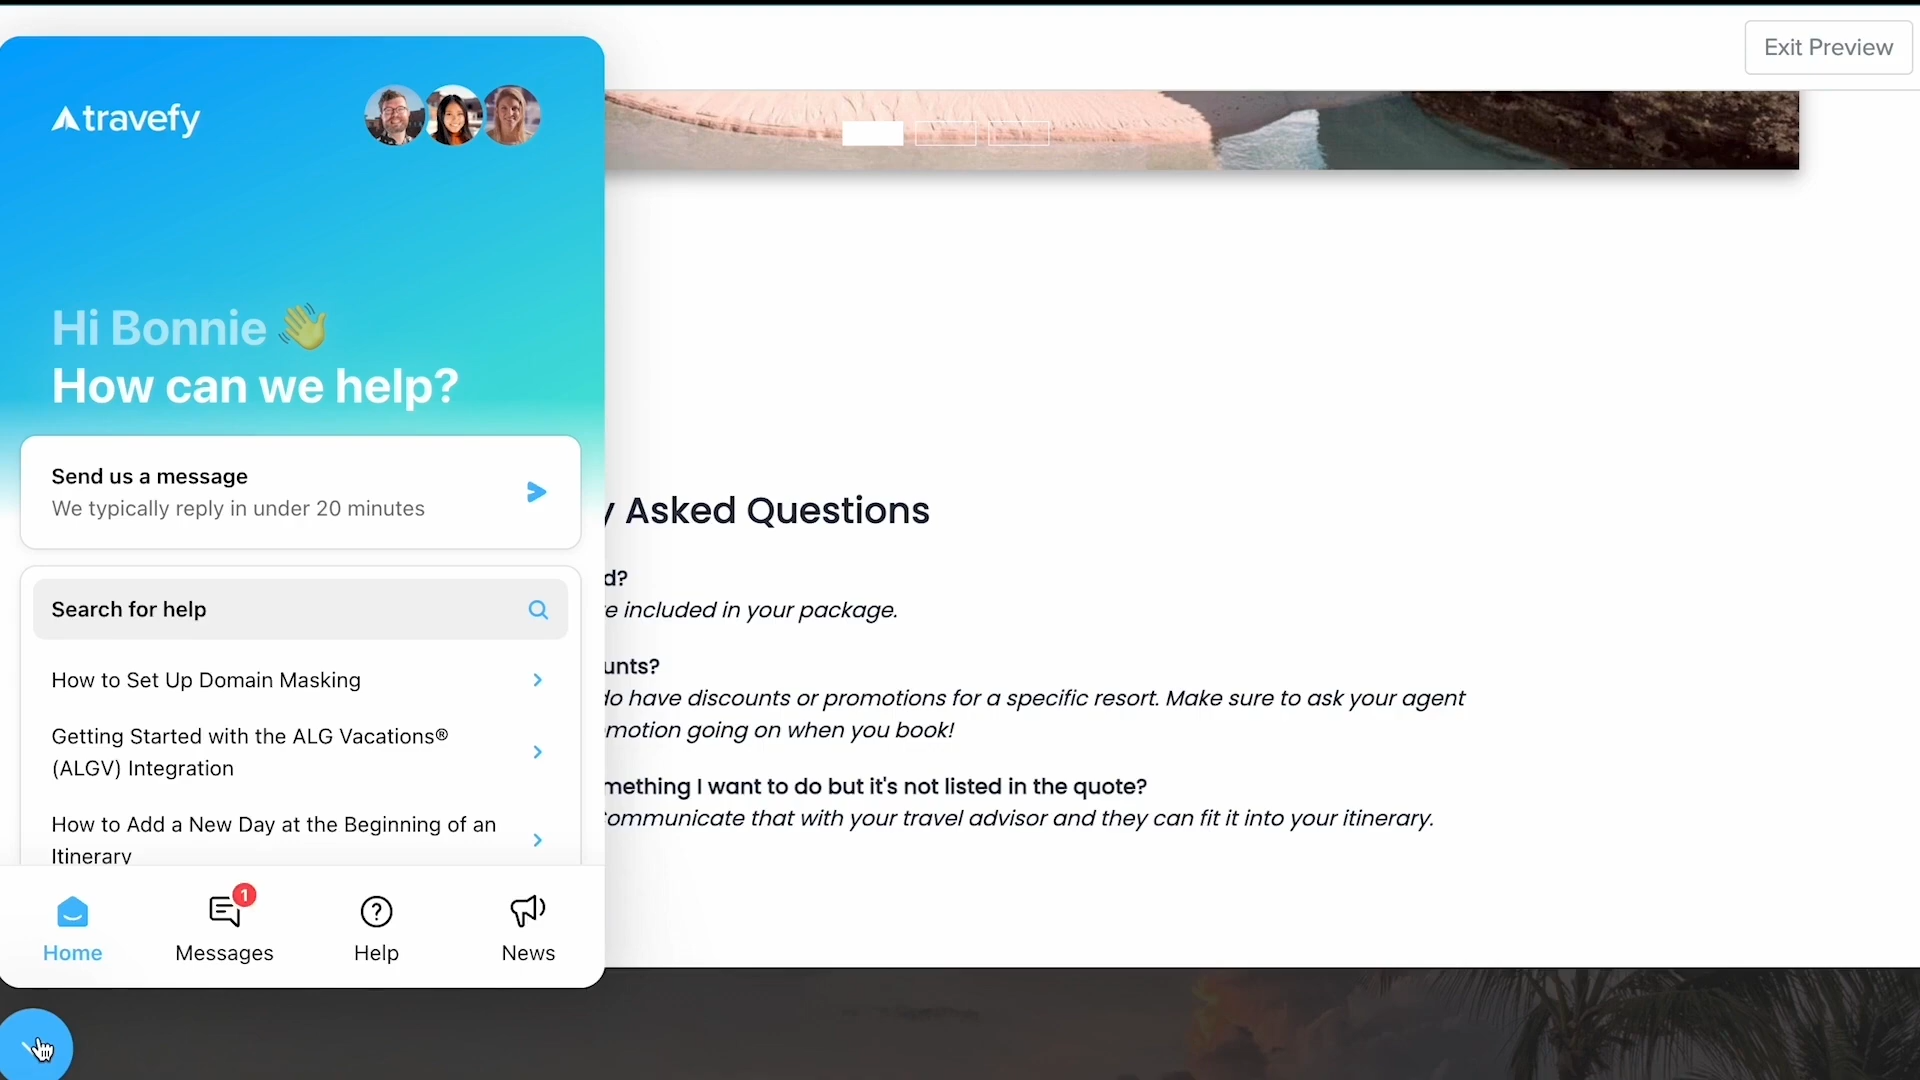 Exit Preview
travefy
Hi Bonnie 👋
How can we help?
Send us a message
We typically reply in under 20 minutes
Search for help
How to Set Up Domain Masking
Getting Started with the ALG Vacations®
(ALGV) Integration
How to Add a New Day at the Beginning of an
Itinerary
Home
Messages
1
Help
News
y Asked Questions
d?
e included in your package.
unts?
do have discounts or promotions for a specific resort. Make sure to ask your agent
motion going on when you book!
mething I want to do but it's not listed in the quote?
ommunicate that with your travel advisor and they can fit it into your itinerary.